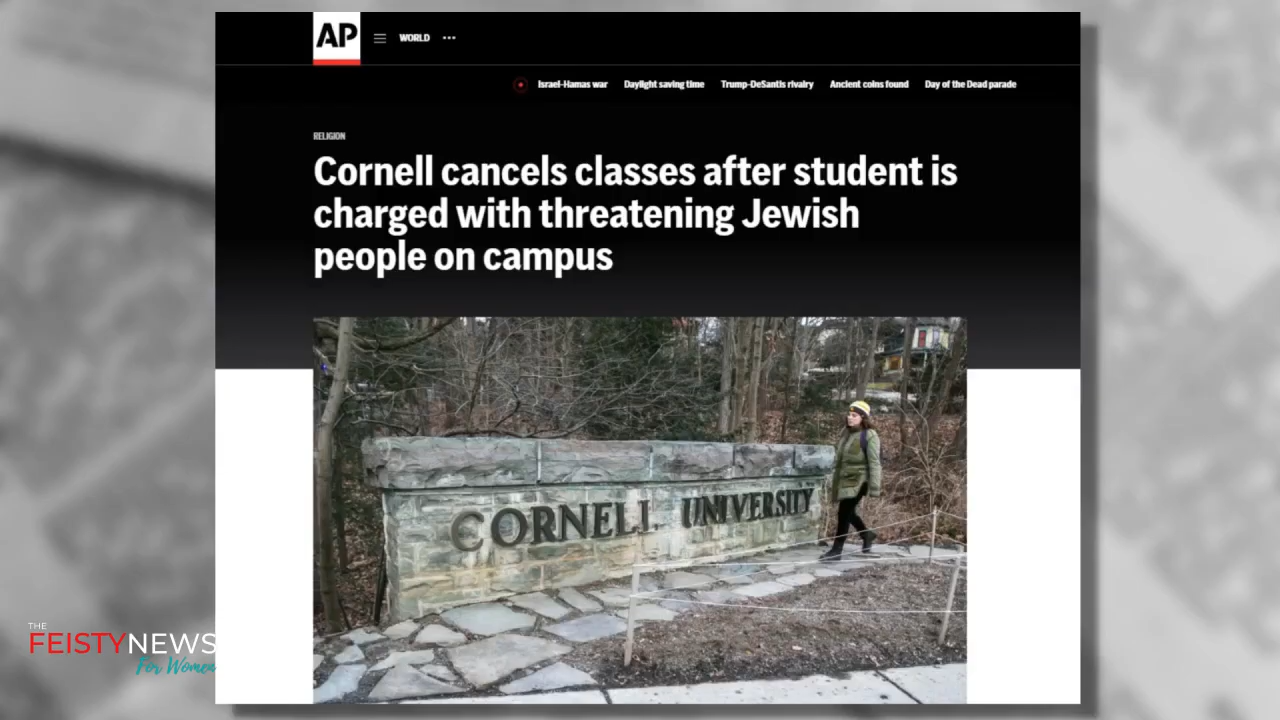 AP
WORLD
Israel-Hamas war Daylight saving time Trump-DeSantis rivalry Ancient coins found Day of the Dead parade
RELIGION
Cornell cancels classes after student is
charged with threatening Jewish
people on campus
CORNELL UNIVERSITY
THE
FEISTYNEWS
For Women